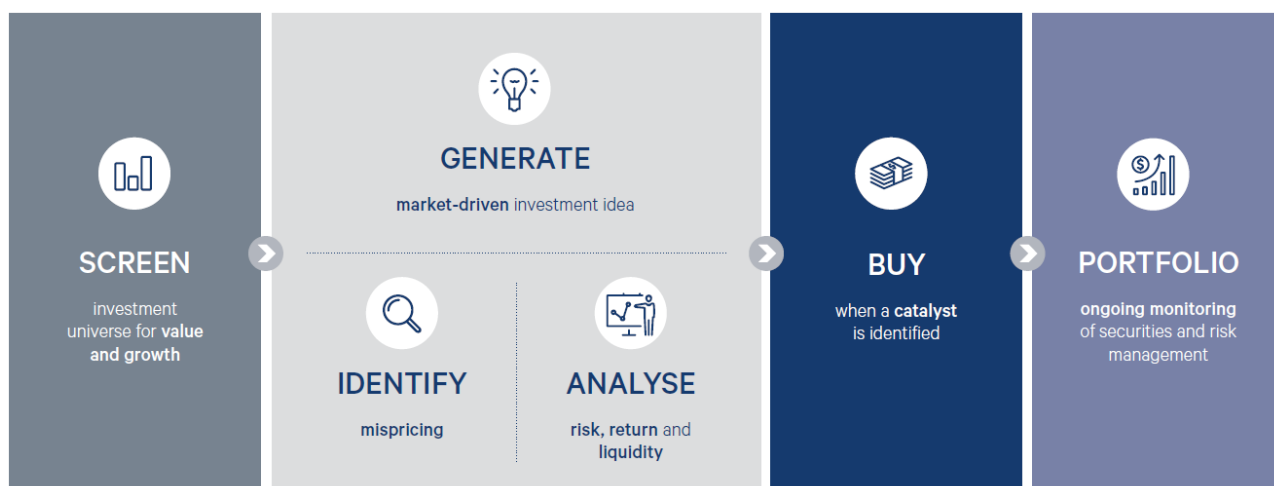 SCREEN
investment
universe for value
and growth
GENERATE
market-driven investment idea
IDENTIFY
mispricing
ANALYSE
risk, return and
liquidity
BUY
when a catalyst
is identified
PORTFOLIO
ongoing monitoring
of securities and risk
management